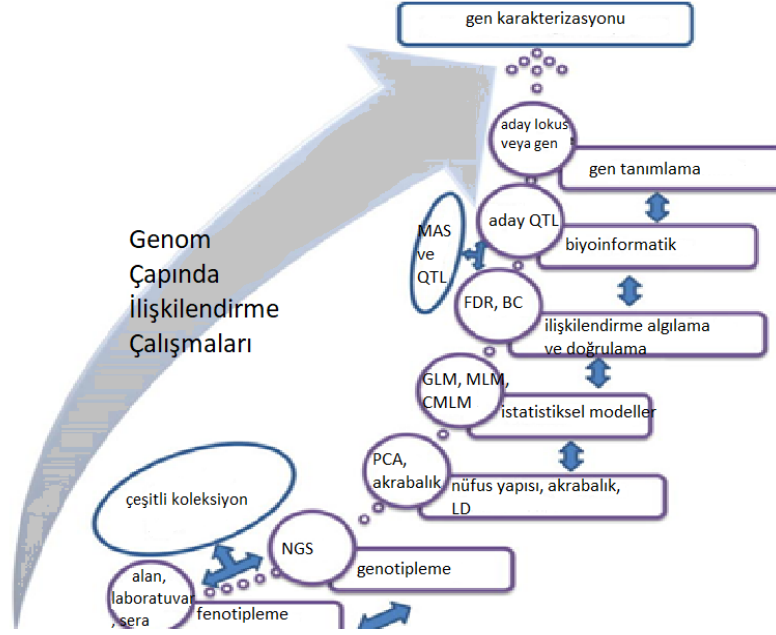 gen karakterizasyonu
aday lokus
veya gen
gen tanımlama
aday QTL
biyoinformatik
MAS
ve
QTL
FDR, BC
ilişkilendirme algılama
ve doğrulama
Genom
Çapında
İlişkilendirme
Çalışmaları
GLM, MLM,
CMLM
istatistiksel modeller
PCA,
akrabalık
nüfus yapısı, akrabalık,
LD
çeşitli koleksiyon
NGS
genotipleme
alan,
laboratuvar
, sera
fenotipleme